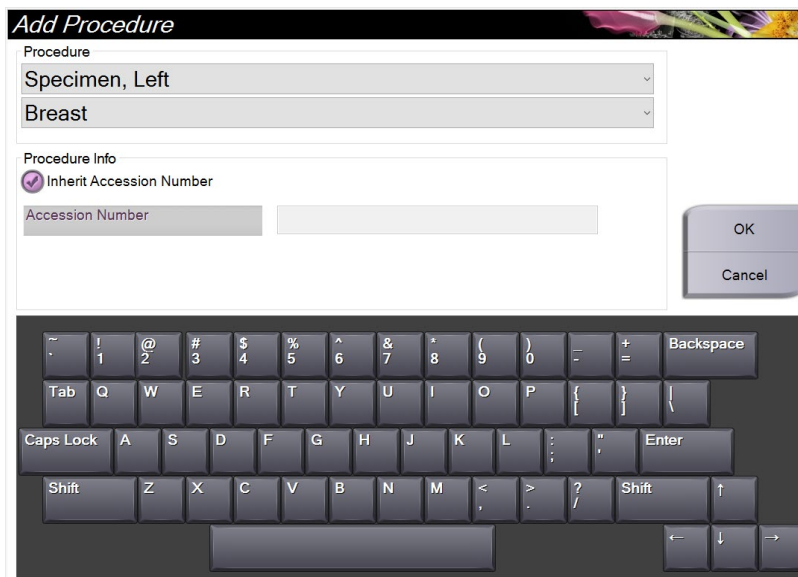 Add Procedure
Procedure
Specimen, Left
Breast
Procedure Info
Inherit Accession Number
Accession Number
OK
Cancel
~ ! @ # $ % ^ & * ( ) _ + Backspace
` 1 2 3 4 5 6 7 8 9 0 - =
Tab Q W E R T Y U I O P { } |
[ ] \
Caps Lock A S D F G H J K L : " Enter
; '
Shift Z X C V B N M < > ? Shift ↑
, . /
← ↓ →